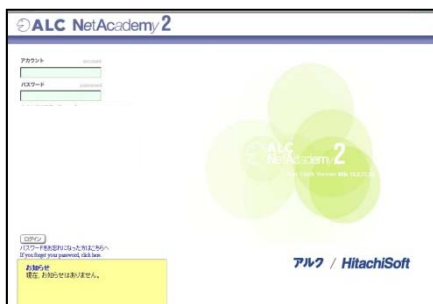 ALC NetAcademy 2
アカウント
パスワード
ALC
NetAcademy 2
ログイン
パスワードをお忘れになった方はこちらへ
If you forget your password, click here.
お知らせ
現在、お知らせはありません。
アルク / HitachiSoft